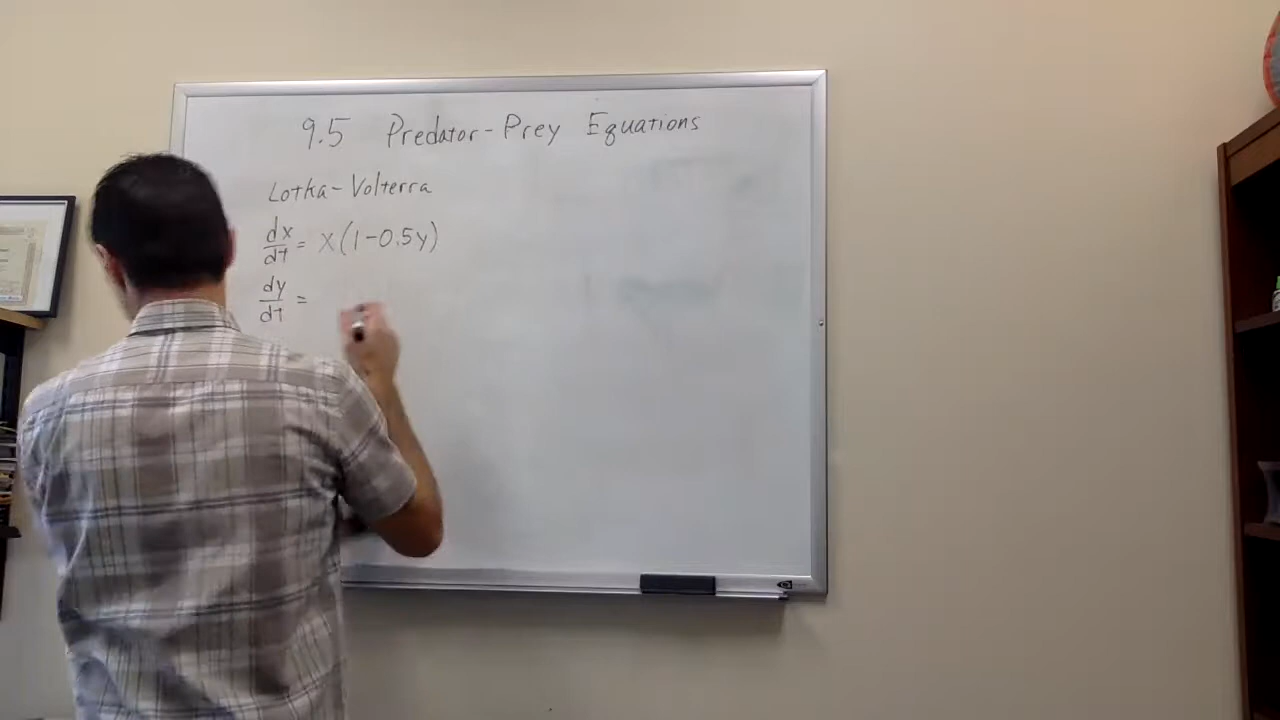 9.5 Predator-Prey Equations
Lotka-Volterra
dx/dt = x(1-0.5y)
dy/dt =